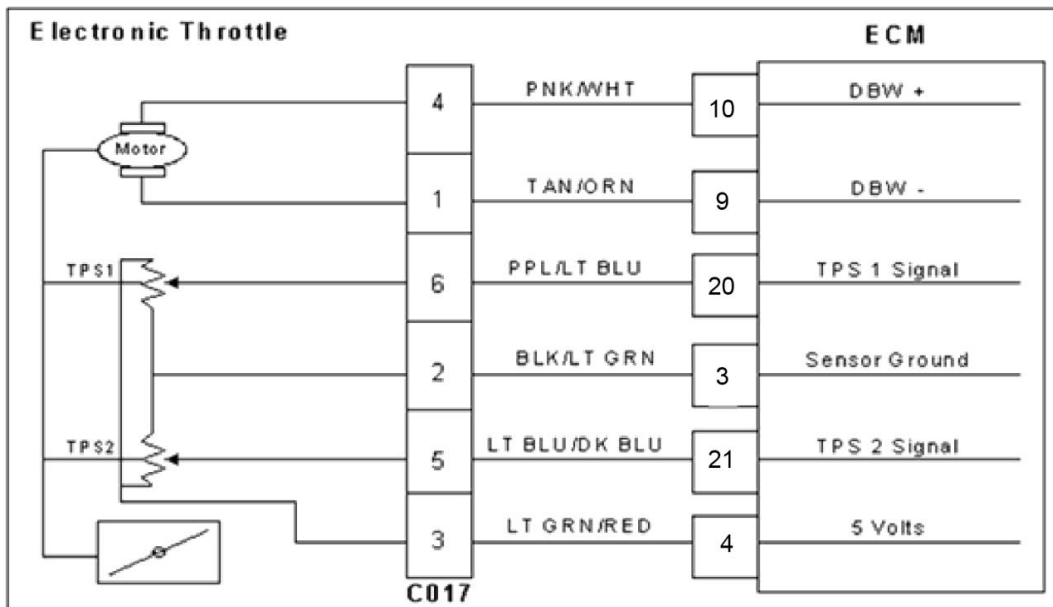 Electronic Throttle
ECM
4 PNK/WHT 10 DBW +
Motor
1 TAN/ORN 9 DBW -
TPS1 6 PPL/LT BLU 20 TPS 1 Signal
2 BLK/LT GRN 3 Sensor Ground
TPS2 5 LT BLU/DK BLU 21 TPS 2 Signal
3 LT GRN/RED 4 5 Volts
C017